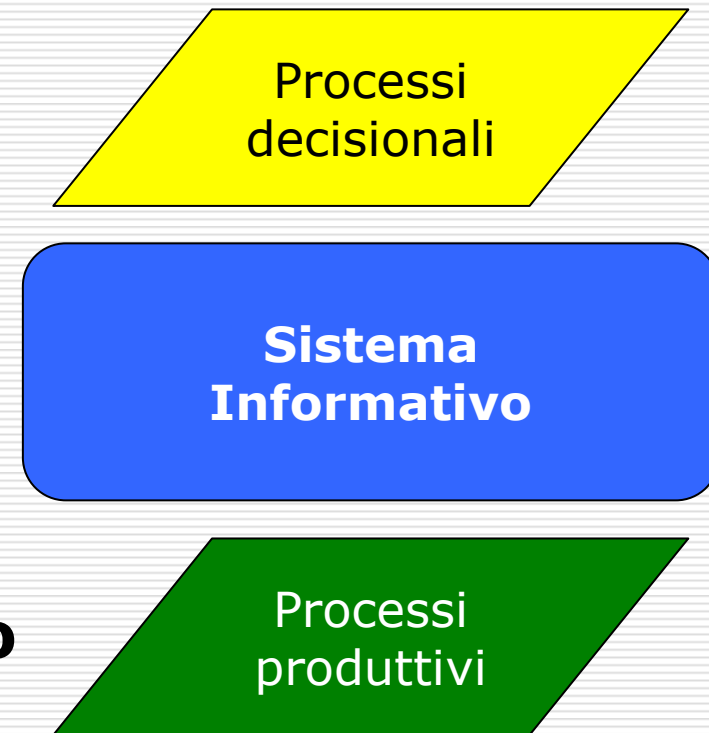 Processi
decisionali
Sistema
Informativo
o
Processi
produttivi